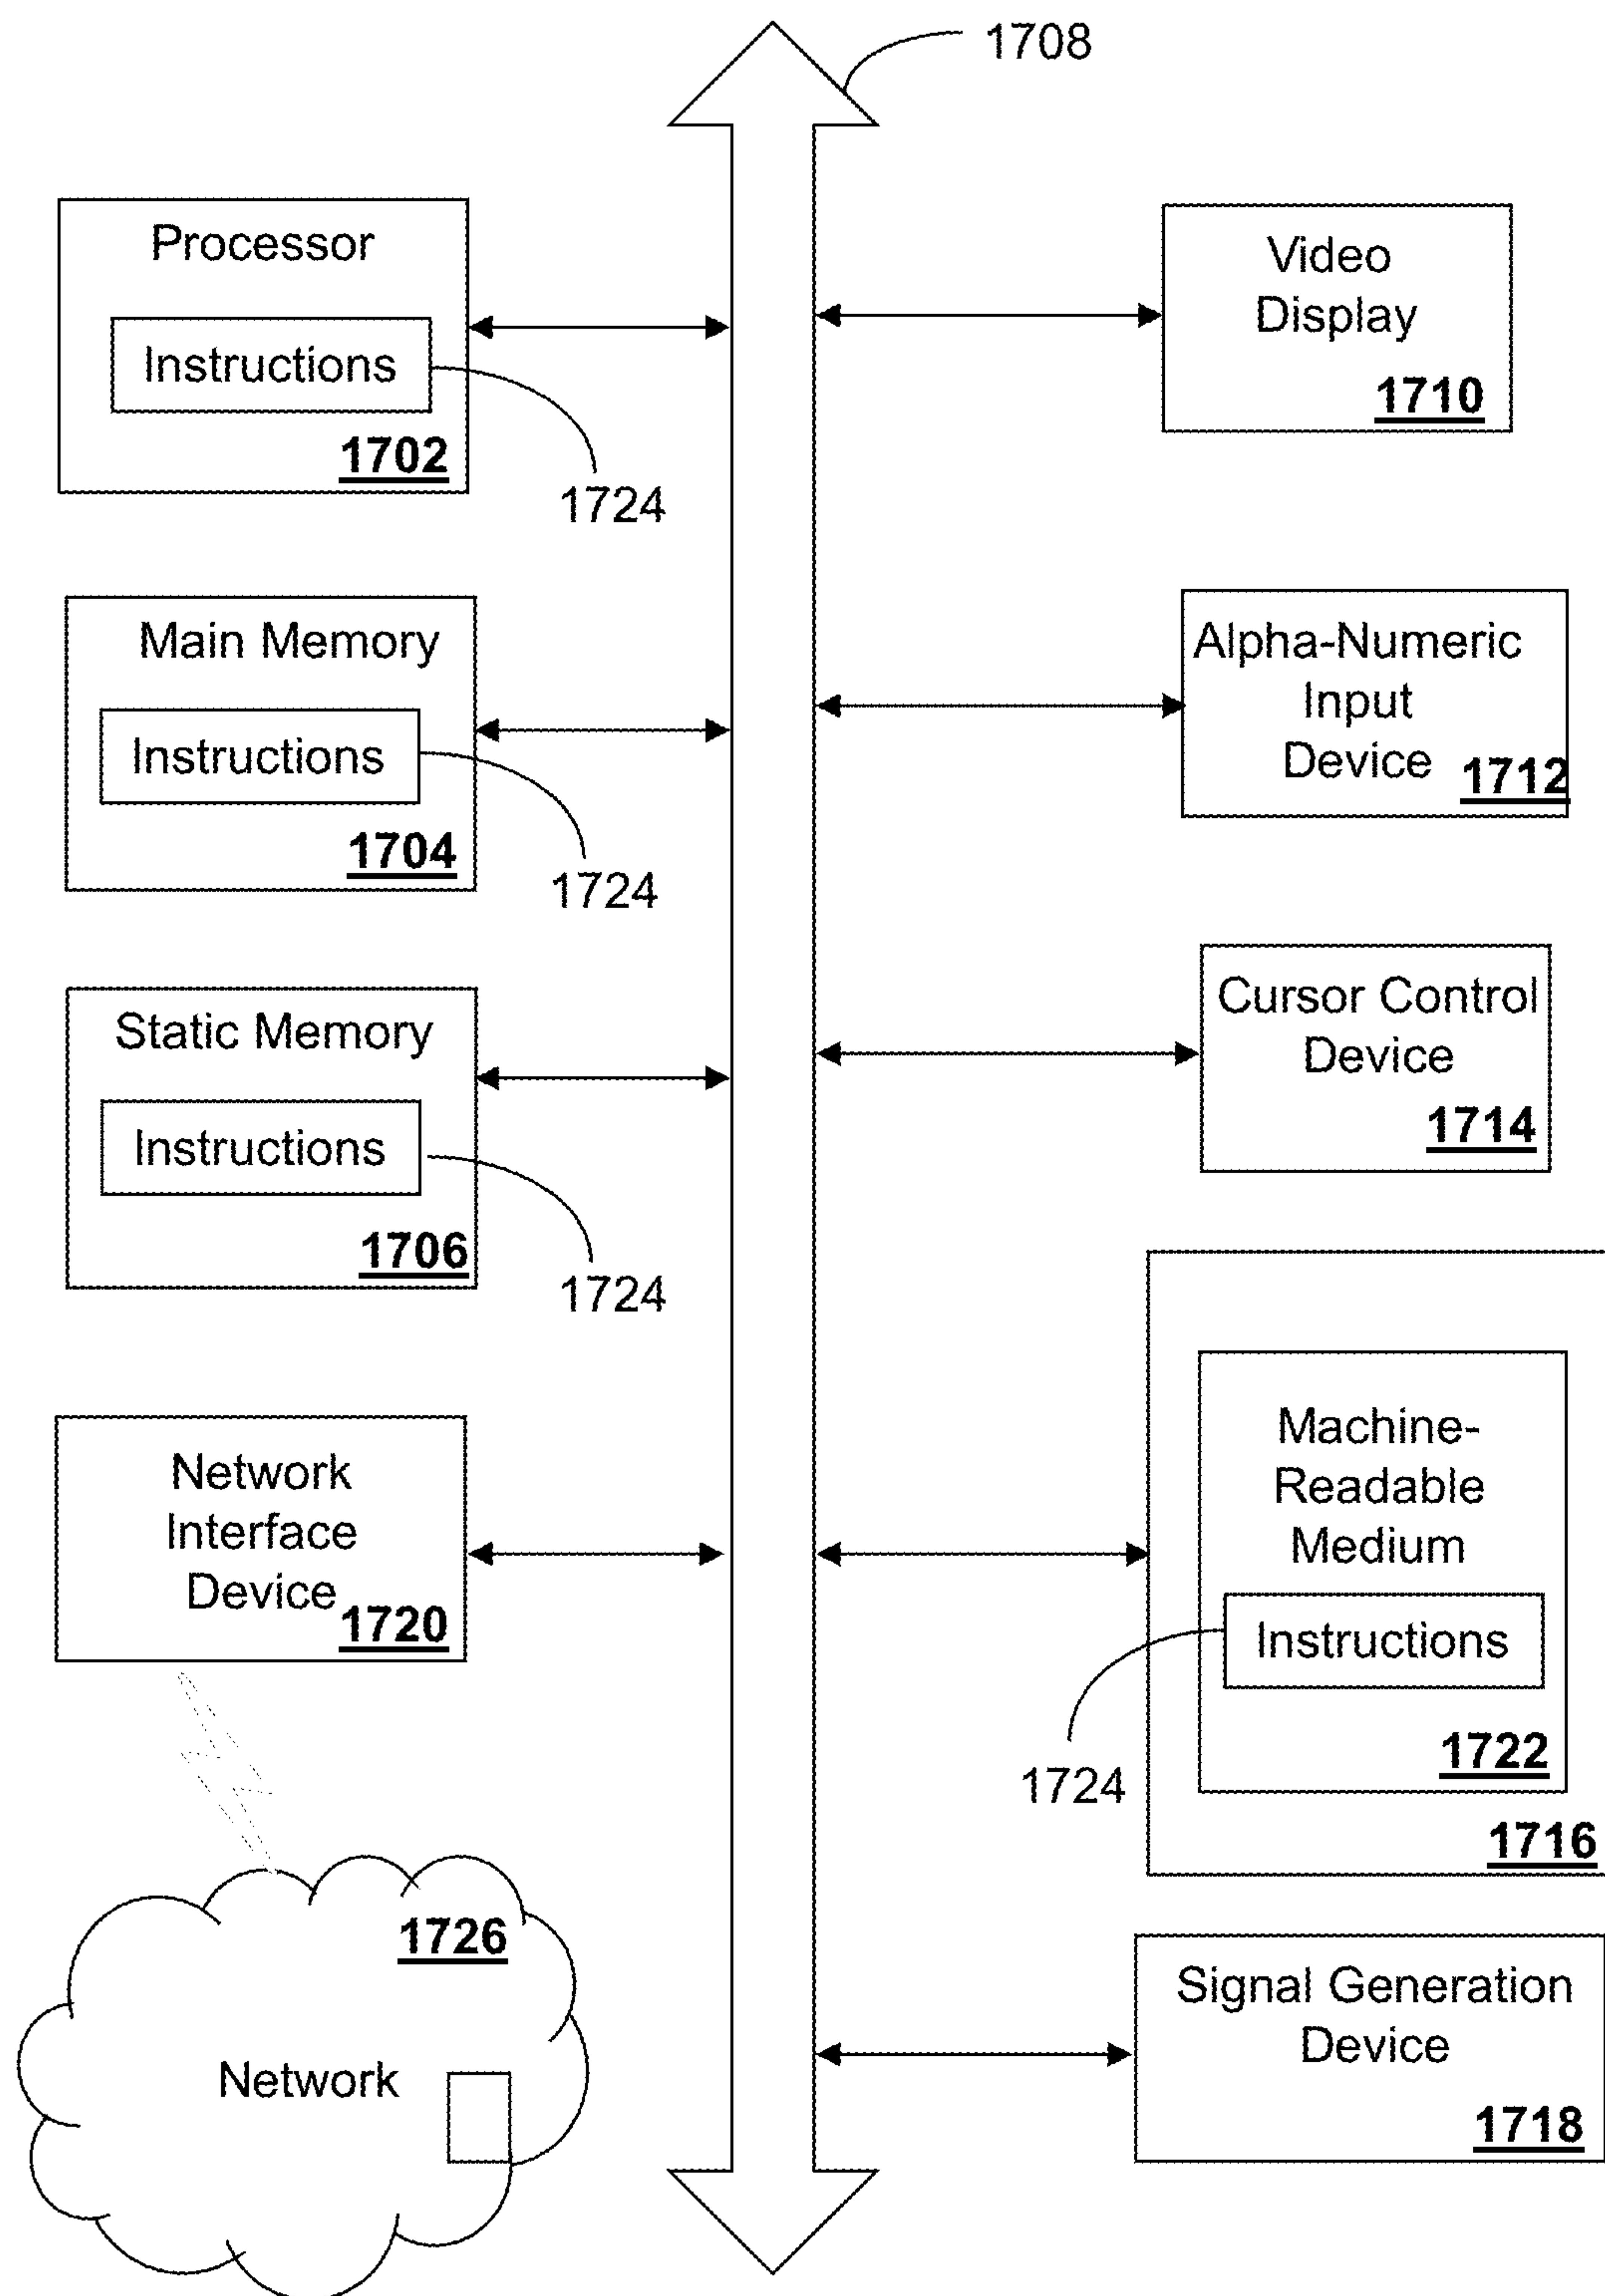 1708
Processor
Instructions
1702
1724
Main Memory
Instructions
1704
1724
Static Memory
Instructions
1706
1724
Network
Interface
Device
1720
1726
Network
Video
Display
1710
Alpha-Numeric
Input
Device
1712
Cursor Control
Device
1714
Machine-
Readable
Medium
Instructions
1722
1724
1716
Signal Generation
Device
1718